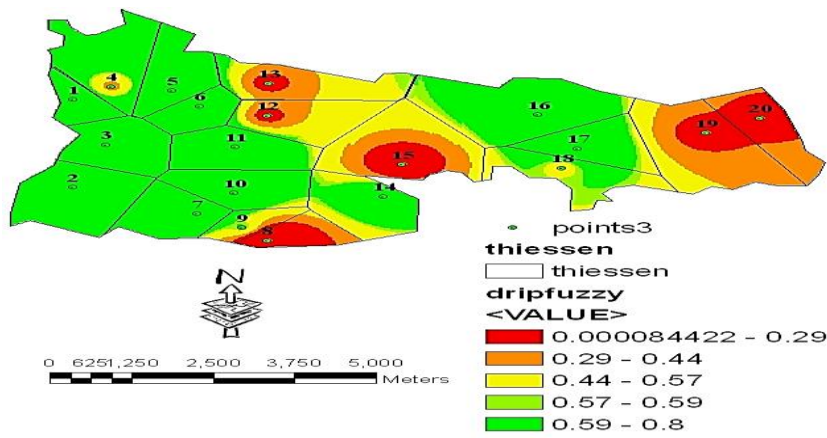 13
4
5
1
6
12
16
20
19
3
11
17
15
18
2
10
14
7
9
8
points3
thiessen
thiessen
dripfuzzy
<VALUE>
0.000084422 - 0.29
0.29 - 0.44
0.44 - 0.57
0.57 - 0.59
0.59 - 0.8
N
0 6251,250 2,500 3,750 5,000
Meters